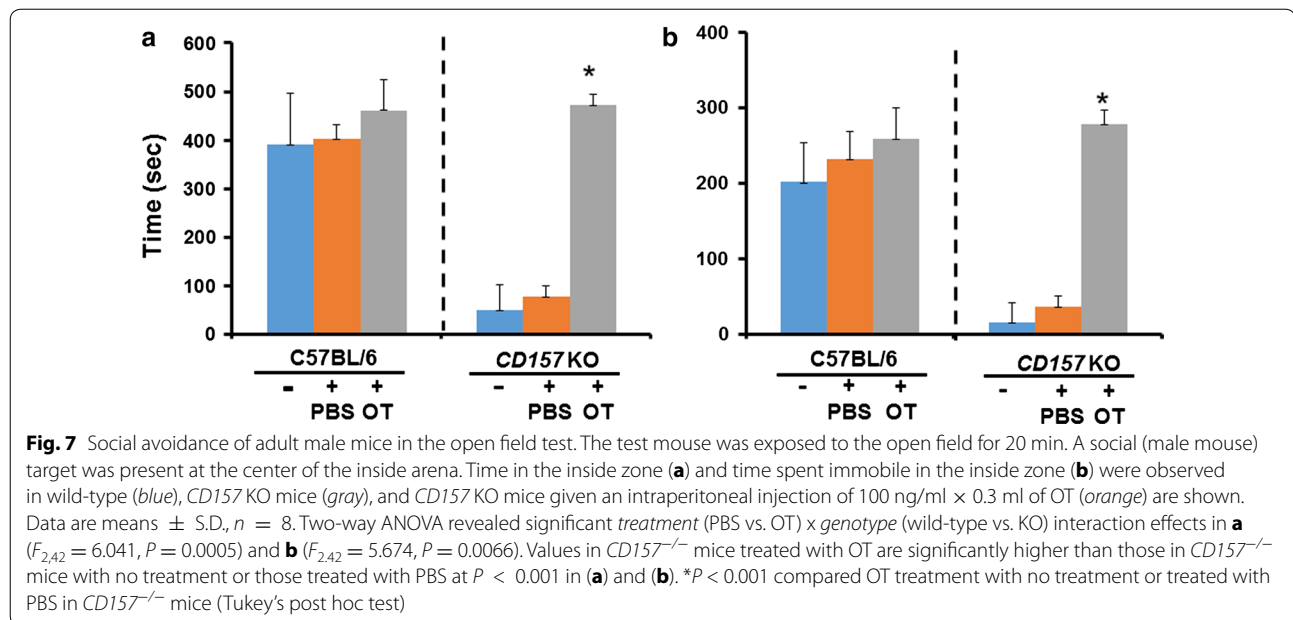 a
b
Time (sec)
600
500
400
300
200
100
0
*
300
200
100
0
*
C57BL/6
CD157 KO
C57BL/6
CD157 KO
- + +
- + +
- + +
- + +
PBS OT
PBS OT
PBS OT
PBS OT
Fig. 7 Social avoidance of adult male mice in the open field test. The test mouse was exposed to the open field for 20 min. A social (male mouse)
target was present at the center of the inside arena. Time in the inside zone (a) and time spent immobile in the inside zone (b) were observed
in wild-type (blue), CD157 KO mice (gray), and CD157 KO mice given an intraperitoneal injection of 100 ng/ml × 0.3 ml of OT (orange) are shown.
Data are means ± S.D., n = 8. Two-way ANOVA revealed significant treatment (PBS vs. OT) x genotype (wild-type vs. KO) interaction effects in a
(F2,42 = 6.041, P = 0.0005) and b (F2.42 = 5.674, P = 0.0066). Values in CD157−/− mice treated with OT are significantly higher than those in CD157−/−
mice with no treatment or those treated with PBS at P < 0.001 in (a) and (b). *P < 0.001 compared OT treatment with no treatment or treated with
PBS in CD157−/− mice (Tukey's post hoc test)